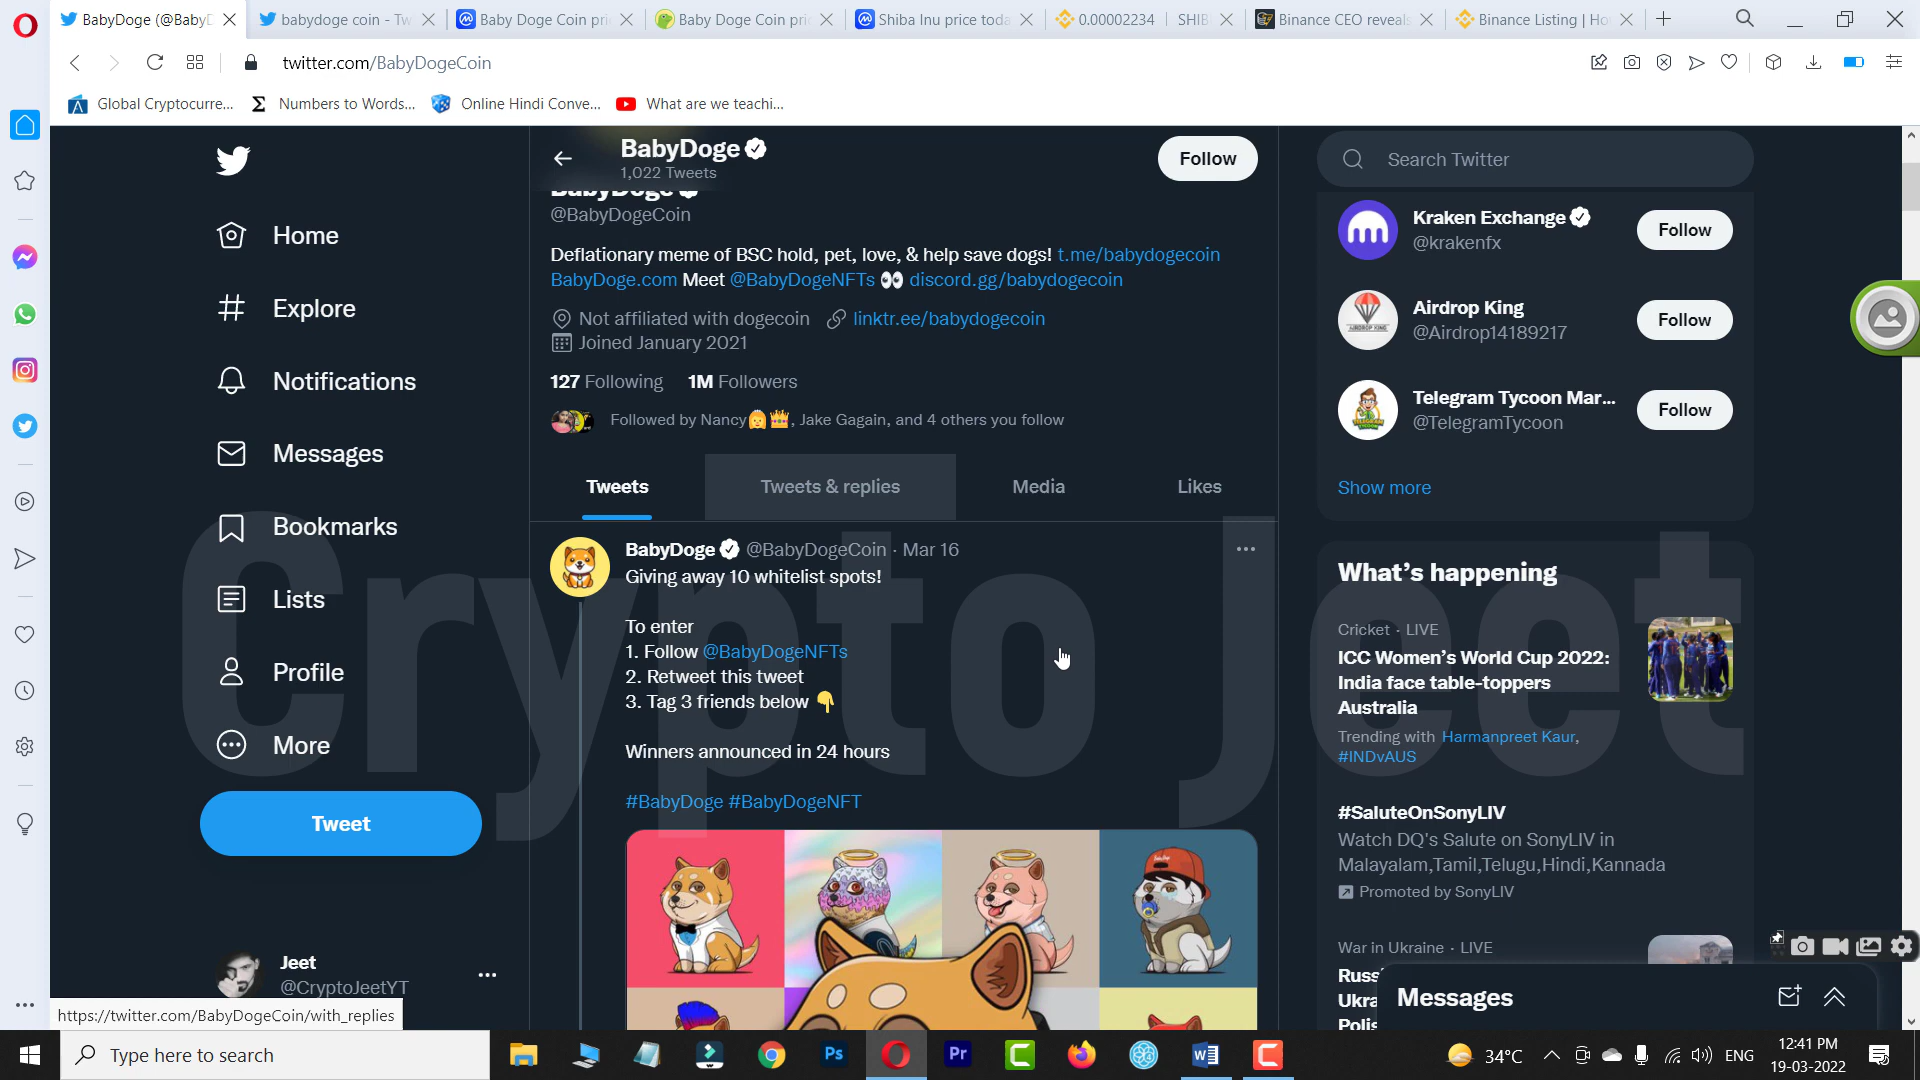 BabyDoge (@BabyD
babydoge coin - Tw
Baby Doge Coin pri
Baby Doge Coin pri
Shiba Inu price toda
0.00002234 | SHIB
Binance CEO reveals
Binance Listing | Ho
twitter.com/BabyDogeCoin
Global Cryptocurre...
Numbers to Words...
Online Hindi Conve...
What are we teachi...
Home
Explore
Notifications
Messages
Bookmarks
Lists
Profile
More
Tweet
Jeet
@CryptoJeetYT
https://twitter.com/BabyDogeCoin/with_replies
BabyDoge
1,022 Tweets
Follow
BabyDoge
@BabyDogeCoin
Deflationary meme of BSC hold, pet, love, & help save dogs! t.me/babydogecoin
BabyDoge.com Meet @BabyDogeNFTs 👀 discord.gg/babydogecoin
Not affiliated with dogecoin linktr.ee/babydogecoin
Joined January 2021
127 Following 1M Followers
Followed by Nancy👸👑, Jake Gagain, and 4 others you follow
Tweets
Tweets & replies
Media
Likes
BabyDoge @BabyDogeCoin · Mar 16
Giving away 10 whitelist spots!
To enter
1. Follow @BabyDogeNFTs
2. Retweet this tweet
3. Tag 3 friends below 👇
Winners announced in 24 hours
#BabyDoge #BabyDogeNFT
Crypto Jeet
Search Twitter
Kraken Exchange
@krakenfx
Follow
Airdrop King
@Airdrop14189217
Follow
AIRDROP KING
Telegram Tycoon Mar...
@TelegramTycoon
Follow
Show more
What's happening
Cricket · LIVE
ICC Women's World Cup 2022:
India face table-toppers
Australia
Trending with Harmanpreet Kaur,
#INDvAUS
#SaluteOnSonyLIV
Watch DQ's Salute on SonyLIV in
Malayalam,Tamil,Telugu,Hindi,Kannada
Promoted by SonyLIV
War in Ukraine · LIVE
Russ
Ukra
Polis
Messages
Type here to search
Ps
Pr
34°C
ENG
12:41 PM
19-03-2022